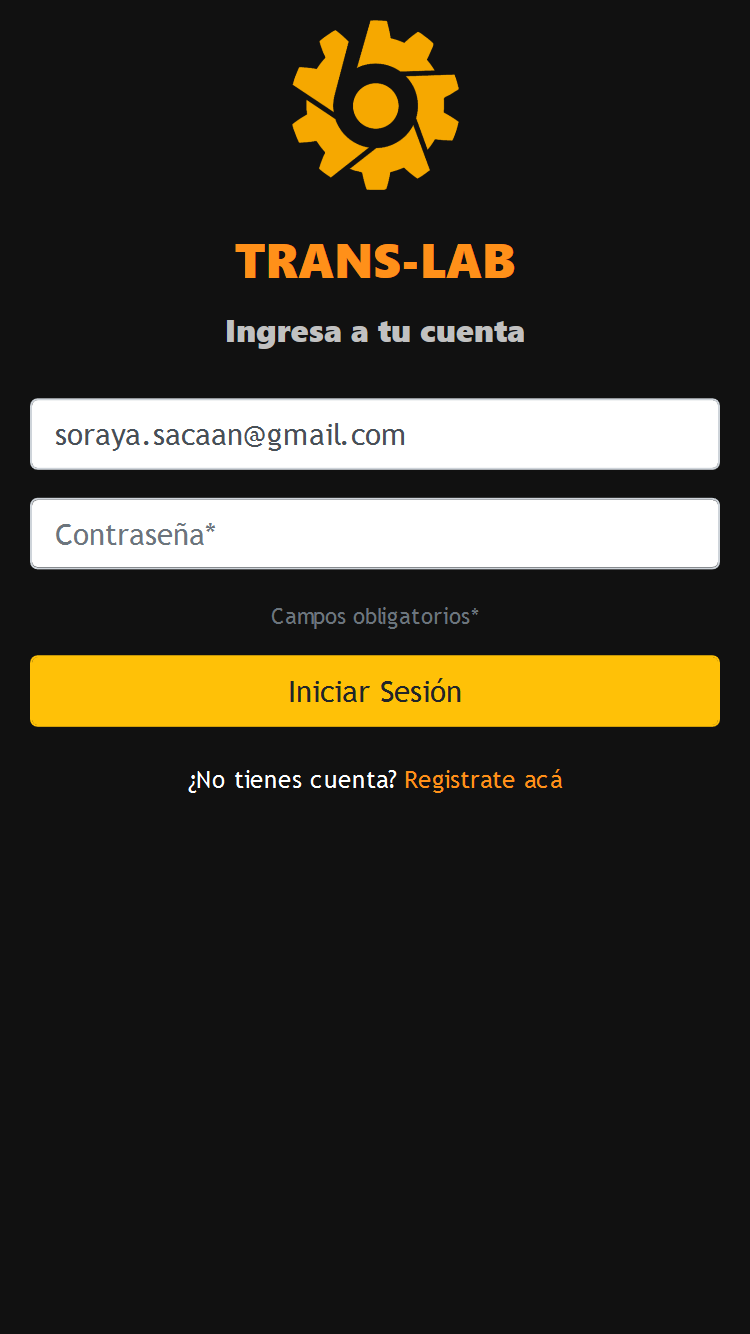 TRANS-LAB
Ingresa a tu cuenta
soraya.sacaan@gmail.com
Contraseña*
Campos obligatorios*
Iniciar Sesión
¿No tienes cuenta? Registrate acá